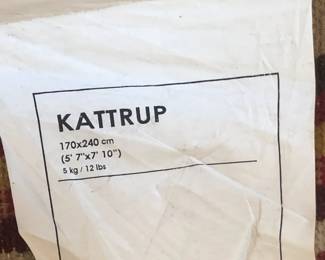 KATTRUP
170x240 cm
(5' 7"x7' 10")
5 kg / 12 lbs